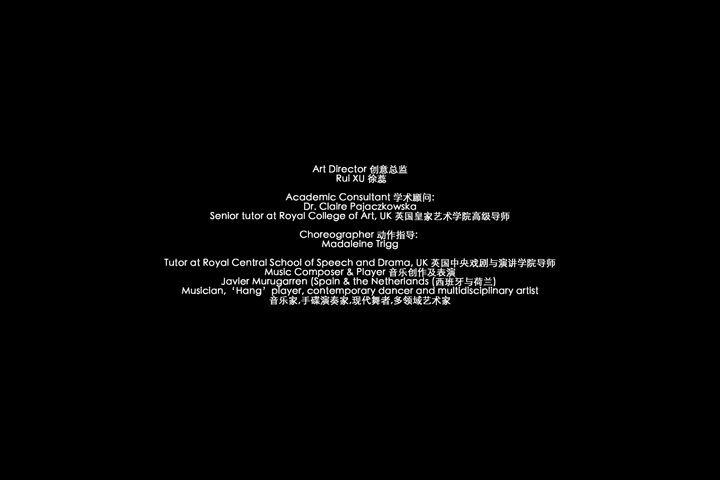 Art Director 创意总监
Rui XU 徐蕊
Academic Consultant 学术顾问:
Dr. Claire Pajaczkowska
Senior tutor at Royal College of Art, UK 英国皇家艺术学院高级导师
Choreographer 动作指导:
Madaleine Trigg
Tutor at Royal Central School of Speech and Drama, UK 英国中央戏剧与演讲学院导师
Music Composer & Player 音乐创作及表演
Javier Murugarren (Spain & the Netherlands (西班牙与荷兰)
Musician,‘Hang’player, contemporary dancer and multidisciplinary artist
音乐家,手碟演奏家,现代舞者,多领域艺术家